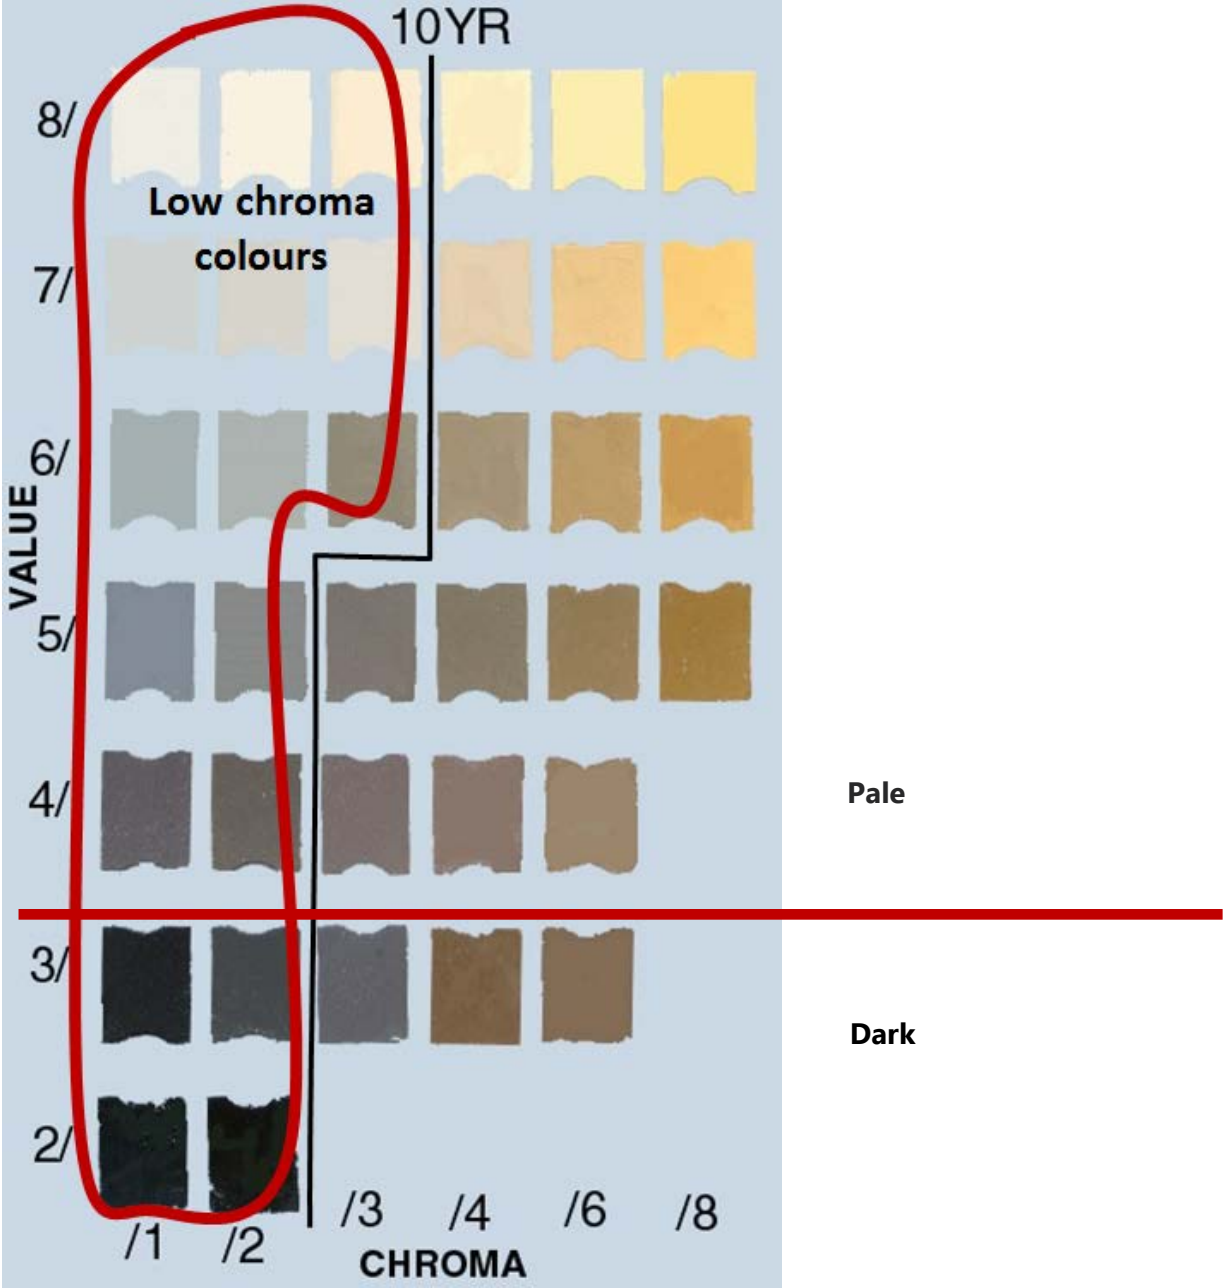 10YR
8/
Low chroma
colours
7/
6/
VALUE
5/
4/
Pale
3/
Dark
2/
/1 /2 /3 /4 /6 /8
CHROMA